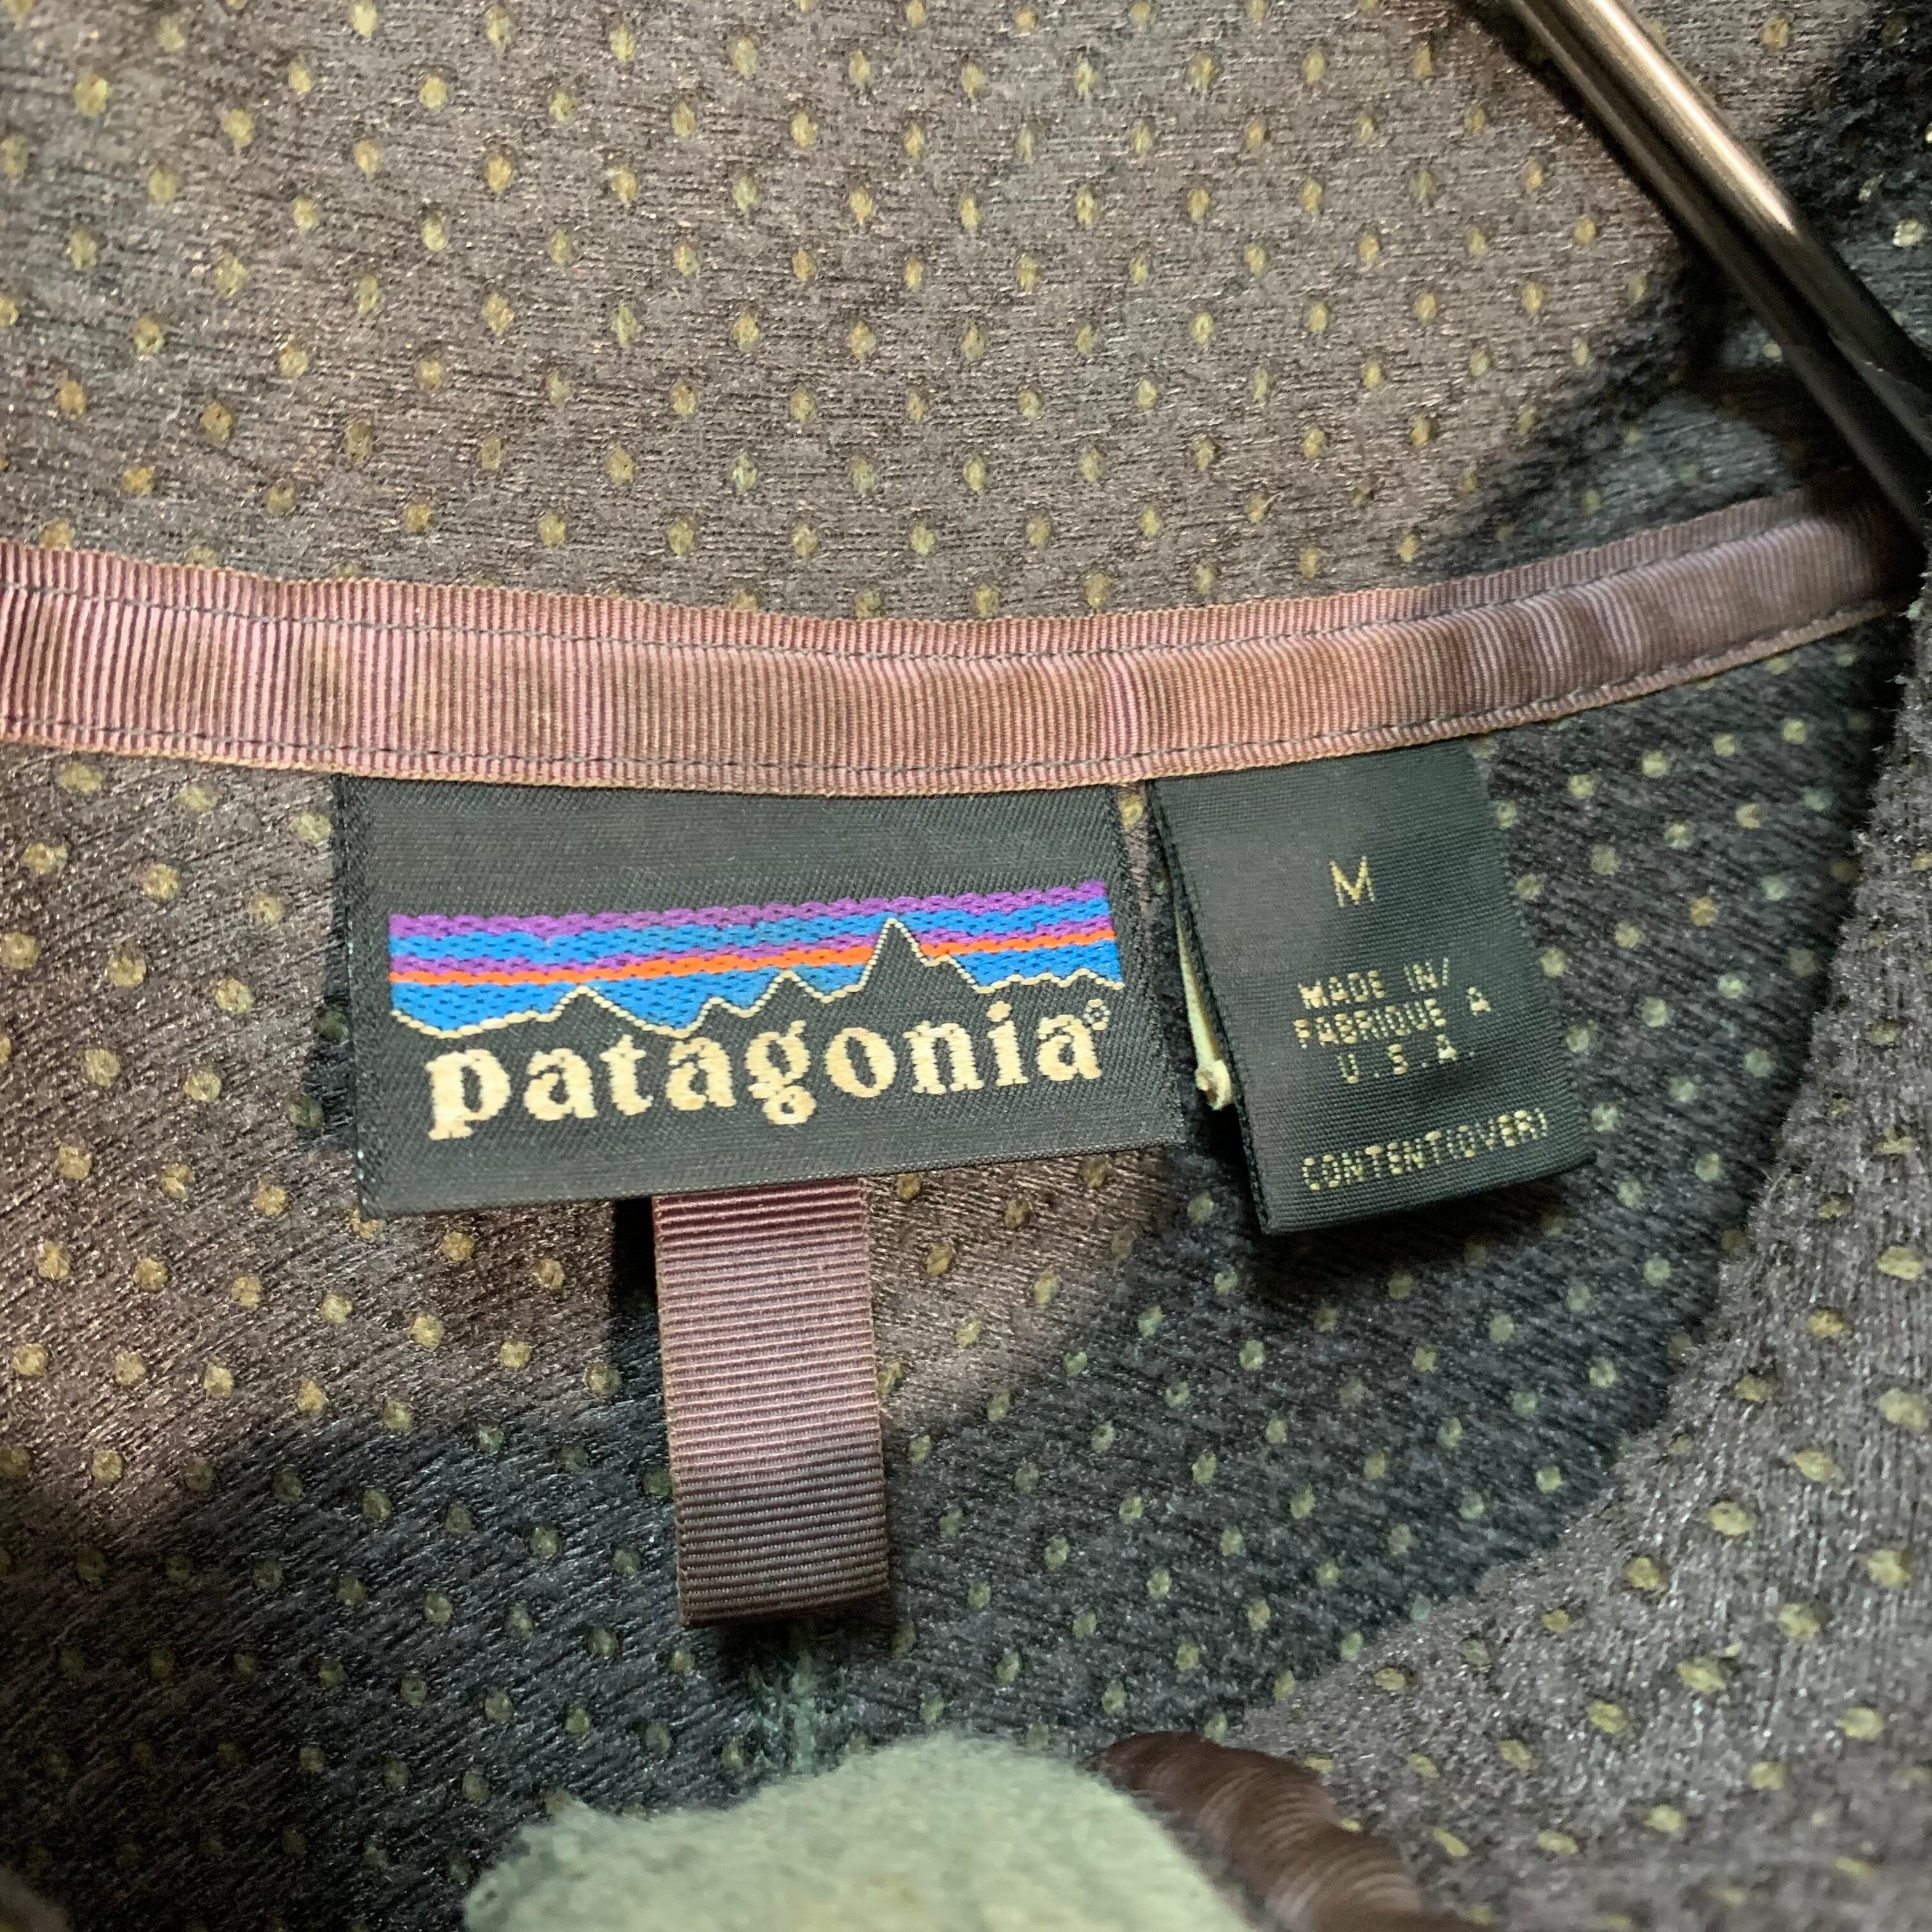 patagonia®
M
MADE IN/
FABRIQUE A
U.S.A.
CONTENT(OVER)